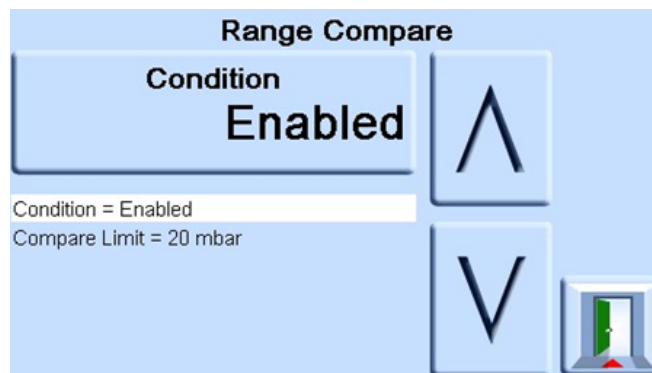 Range Compare
Condition
Enabled
Condition = Enabled
Compare Limit = 20 mbar